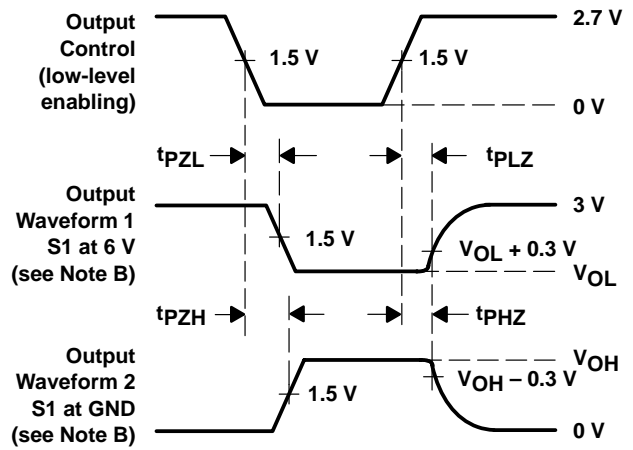 Output
Control
(low-level
enabling)
2.7 V
1.5 V
1.5 V
0 V
tPZL
tPLZ
Output
Waveform 1
S1 at 6 V
(see Note B)
3 V
1.5 V
VOL + 0.3 V
VOL
tPZH
tPHZ
Output
Waveform 2
S1 at GND
(see Note B)
VOH
1.5 V
VOH – 0.3 V
0 V